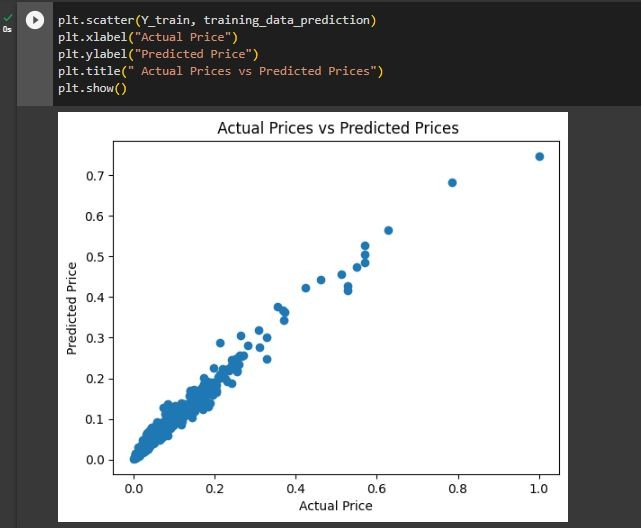 plt.scatter(Y_train, training_data_prediction)
plt.xlabel("Actual Price")
plt.ylabel("Predicted Price")
plt.title(" Actual Prices vs Predicted Prices")
plt.show()
0s
Actual Prices vs Predicted Prices
Predicted Price
0.7
0.6
0.5
0.4
0.3
0.2
0.1
0.0
0.0 0.2 0.4 0.6 0.8 1.0
Actual Price